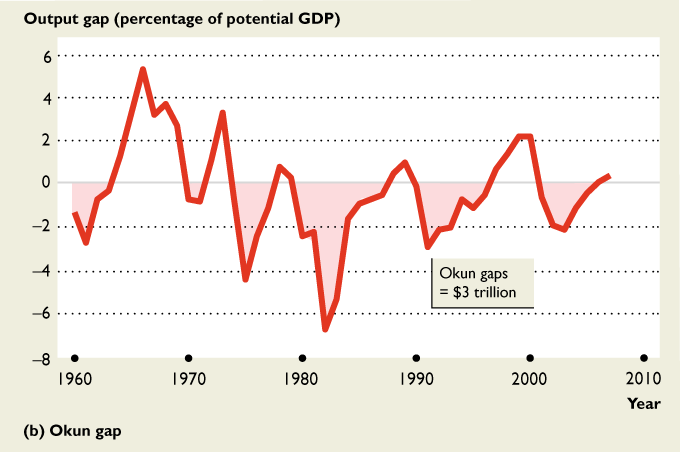 Output gap (percentage of potential GDP)
6
4
2
0
−2
−4
−6
−8
Okun gaps
= $3 trillion
1960 1970 1980 1990 2000 2010
Year
(b) Okun gap